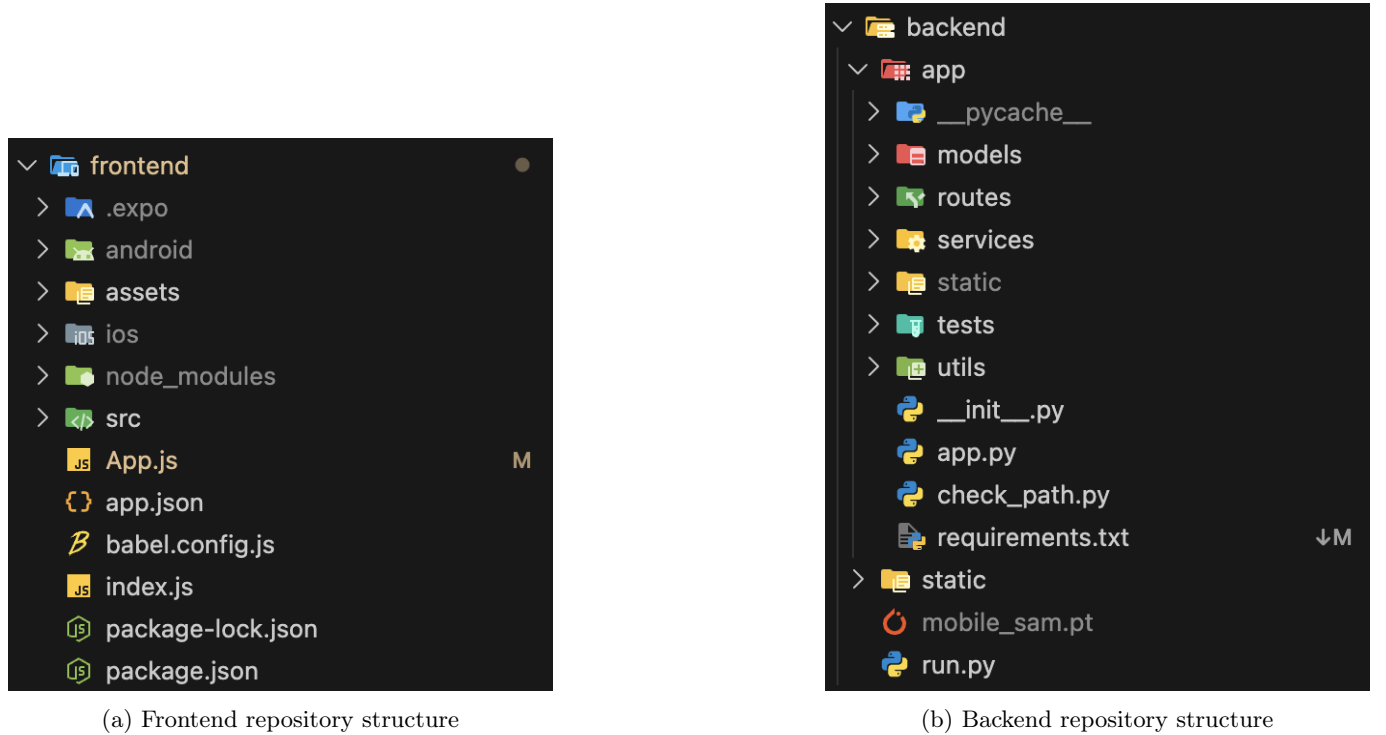 frontend
.expo
android
assets
ios
node_modules
src
App.js M
app.json
babel.config.js
index.js
package-lock.json
package.json
(a) Frontend repository structure
backend
app
__pycache__
models
routes
services
static
tests
utils
__init__.py
app.py
check_path.py
requirements.txt ↓M
static
mobile_sam.pt
run.py
(b) Backend repository structure